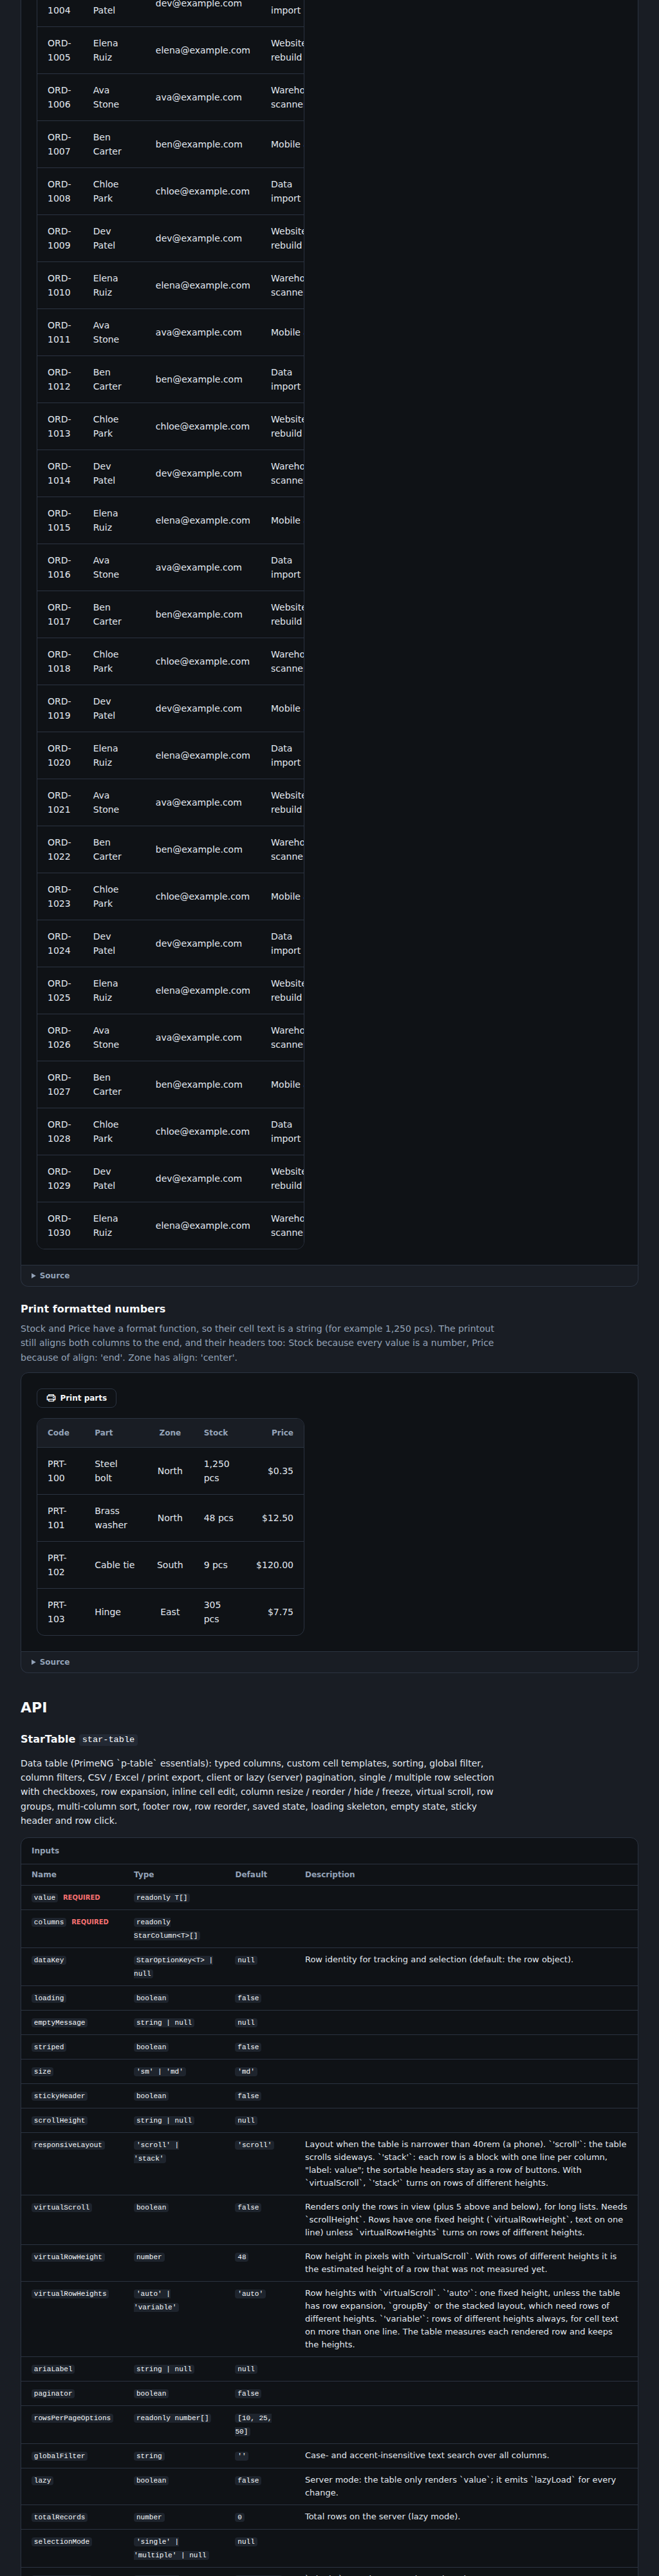 dev@example.com
1004 Patel import
ORD- Elena Website
elena@example.com
1005 Ruiz rebuild
ORD- Ava Wareho
ava@example.com
1006 Stone scanne
ORD- Ben
ben@example.com Mobile
1007 Carter
ORD- Chloe Data
chloe@example.com
1008 Park import
ORD- Dev Website
dev@example.com
1009 Patel rebuild
ORD- Elena Wareho
elena@example.com
1010 Ruiz scanne
ORD- Ava
ava@example.com Mobile
1011 Stone
ORD- Ben Data
ben@example.com
1012 Carter import
ORD- Chloe Website
chloe@example.com
1013 Park rebuild
ORD- Dev Wareho
dev@example.com
1014 Patel scanne
ORD- Elena
elena@example.com Mobile
1015 Ruiz
ORD- Ava Data
ava@example.com
1016 Stone import
ORD- Ben Website
ben@example.com
1017 Carter rebuild
ORD- Chloe Wareho
chloe@example.com
1018 Park scanne
ORD- Dev
dev@example.com Mobile
1019 Patel
ORD- Elena Data
elena@example.com
1020 Ruiz import
ORD- Ava Website
ava@example.com
1021 Stone rebuild
ORD- Ben Wareho
ben@example.com
1022 Carter scanne
ORD- Chloe
chloe@example.com Mobile
1023 Park
ORD- Dev Data
dev@example.com
1024 Patel import
ORD- Elena Website
elena@example.com
1025 Ruiz rebuild
ORD- Ava Wareho
ava@example.com
1026 Stone scanne
ORD- Ben
ben@example.com Mobile
1027 Carter
ORD- Chloe Data
chloe@example.com
1028 Park import
ORD- Dev Website
dev@example.com
1029 Patel rebuild
ORD- Elena Wareho
elena@example.com
1030 Ruiz scanne
Source
Print formatted numbers
Stock and Price have a format function, so their cell text is a string (for example 1,250 pcs). The printout
still aligns both columns to the end, and their headers too: Stock because every value is a number, Price
because of align: 'end'. Zone has align: 'center'.
Print parts
Code Part Zone Stock Price
PRT- Steel 1,250
North $0.35
100 bolt pcs
PRT- Brass
North 48 pcs $12.50
101 washer
PRT-
Cable tie South 9 pcs $120.00
102
PRT- 305
Hinge East $7.75
103 pcs
Source
API
StarTable star-table
Data table (PrimeNG `p-table` essentials): typed columns, custom cell templates, sorting, global filter,
column filters, CSV / Excel / print export, client or lazy (server) pagination, single / multiple row selection
with checkboxes, row expansion, inline cell edit, column resize / reorder / hide / freeze, virtual scroll, row
groups, multi-column sort, footer row, row reorder, saved state, loading skeleton, empty state, sticky
header and row click.
Inputs
Name Type Default Description
value REQUIRED readonly T[]
columns REQUIRED readonly
StarColumn<T>[]
dataKey StarOptionKey<T> | null Row identity for tracking and selection (default: the row object).
null
loading boolean false
emptyMessage string | null null
striped boolean false
size 'sm' | 'md' 'md'
stickyHeader boolean false
scrollHeight string | null null
responsiveLayout 'scroll' | 'scroll' Layout when the table is narrower than 40rem (a phone). `'scroll'`: the table
'stack' scrolls sideways. `'stack'`: each row is a block with one line per column,
"label: value"; the sortable headers stay as a row of buttons. With
`virtualScroll`, `'stack'` turns on rows of different heights.
virtualScroll boolean false Renders only the rows in view (plus 5 above and below), for long lists. Needs
`scrollHeight`. Rows have one fixed height (`virtualRowHeight`, text on one
line) unless `virtualRowHeights` turns on rows of different heights.
virtualRowHeight number 48 Row height in pixels with `virtualScroll`. With rows of different heights it is
the estimated height of a row that was not measured yet.
virtualRowHeights 'auto' | 'auto' Row heights with `virtualScroll`. `'auto'`: one fixed height, unless the table
'variable' has row expansion, `groupBy` or the stacked layout, which need rows of
different heights. `'variable'`: rows of different heights always, for cell text
on more than one line. The table measures each rendered row and keeps
the heights.
ariaLabel string | null null
paginator boolean false
rowsPerPageOptions readonly number[] [10, 25,
50]
globalFilter string '' Case- and accent-insensitive text search over all columns.
lazy boolean false Server mode: the table only renders `value`; it emits `lazyLoad` for every
change.
totalRecords number 0 Total rows on the server (lazy mode).
selectionMode 'single' | null
'multiple' | null